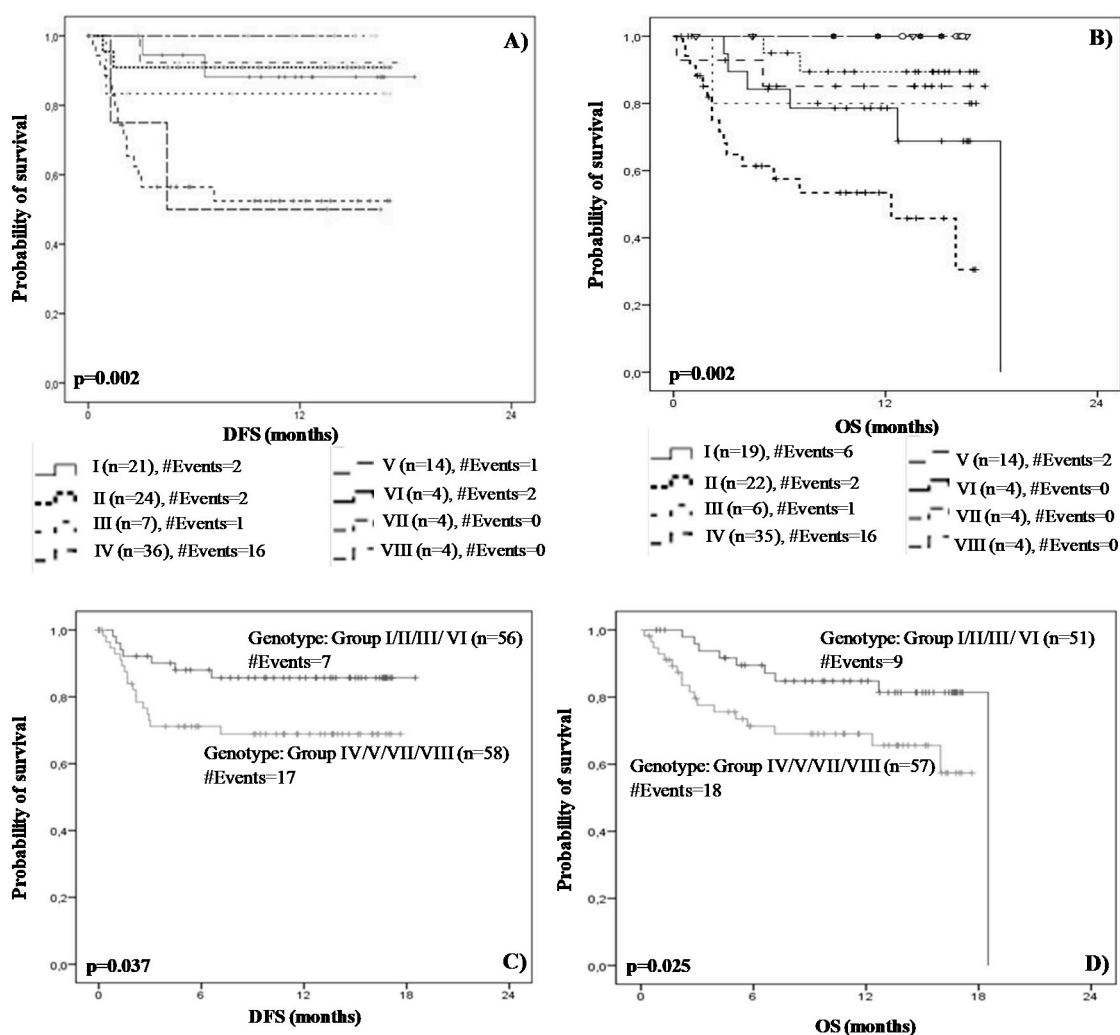 A)
Probability of survival
1,0
0,8
0,6
0,4
0,2
0,0
p=0.002
0
12
24
DFS (months)
I (n=21), #Events=2
II (n=24), #Events=2
III (n=7), #Events=1
IV (n=36), #Events=16
V (n=14), #Events=1
VI (n=4), #Events=2
VII (n=4), #Events=0
VIII (n=4), #Events=0
B)
Probability of survival
1,0
0,8
0,6
0,4
0,2
0,0
p=0.002
0
12
24
OS (months)
I (n=19), #Events=6
II (n=22), #Events=2
III (n=6), #Events=1
IV (n=35), #Events=16
V (n=14), #Events=2
VI (n=4), #Events=0
VII (n=4), #Events=0
VIII (n=4), #Events=0
Probability of survival
1,0
0,8
0,6
0,4
0,2
0,0
Genotype: Group I/II/III/ VI (n=56)
#Events=7
Genotype: Group IV/V/VII/VIII (n=58)
#Events=17
p=0.037
C)
0
6
12
18
24
DFS (months)
Probability of survival
1,0
0,8
0,6
0,4
0,2
0,0
Genotype: Group I/II/III/ VI (n=51)
#Events=9
Genotype: Group IV/V/VII/VIII (n=57)
#Events=18
p=0.025
D)
0
6
12
18
24
OS (months)